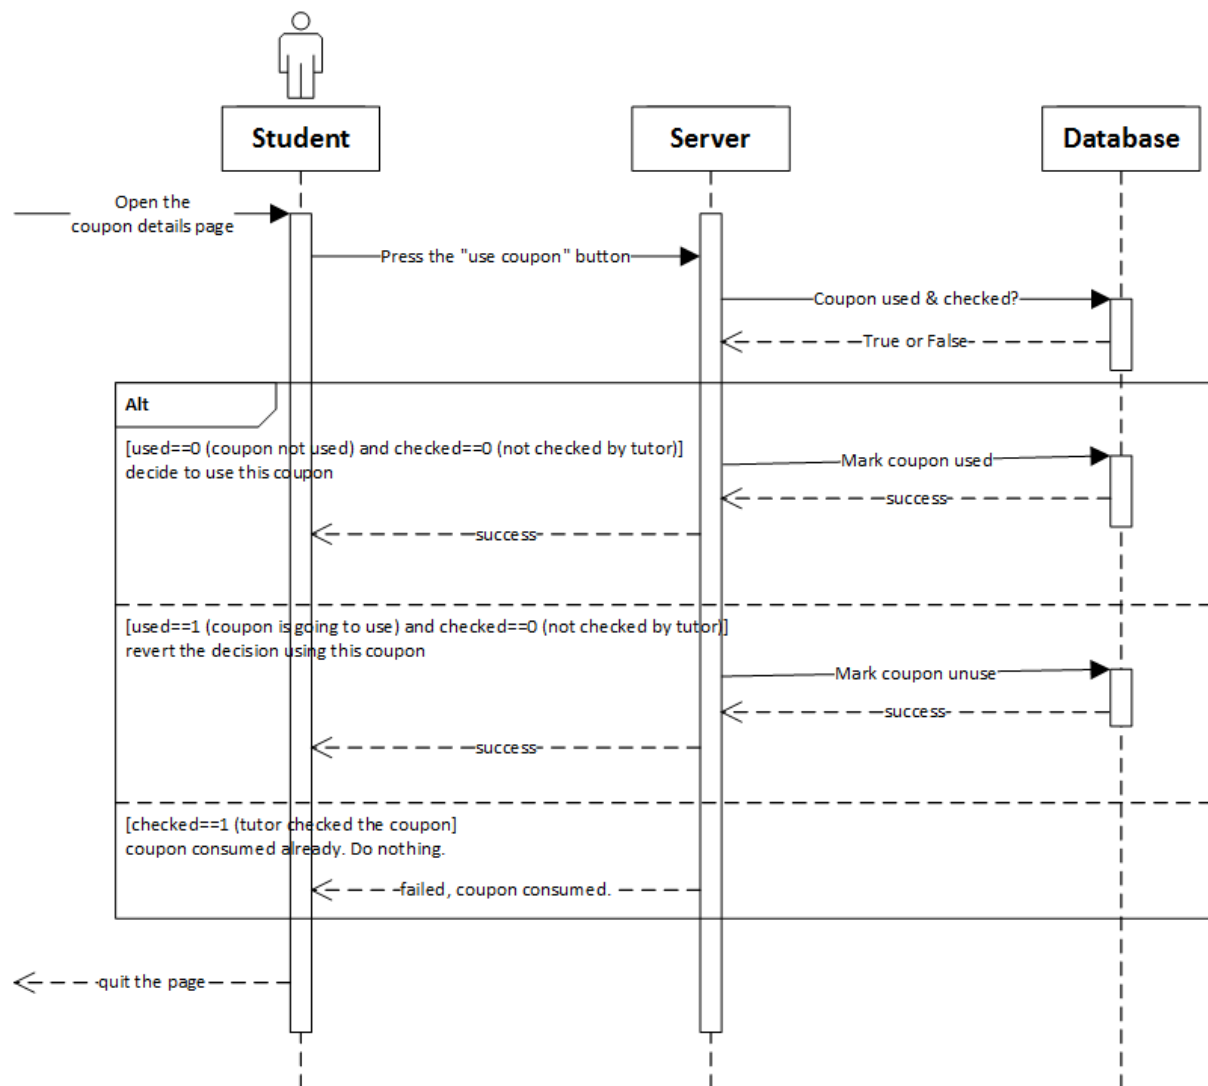 Student
Server
Database
Open the
coupon details page
Press the "use coupon" button
Coupon used & checked?
True or False
Alt
[used==0 (coupon not used) and checked==0 (not checked by tutor)]
decide to use this coupon
Mark coupon used
success
success
[used==1 (coupon is going to use) and checked==0 (not checked by tutor)]
revert the decision using this coupon
Mark coupon unuse
success
success
[checked==1 (tutor checked the coupon]
coupon consumed already. Do nothing.
failed, coupon consumed.
quit the page